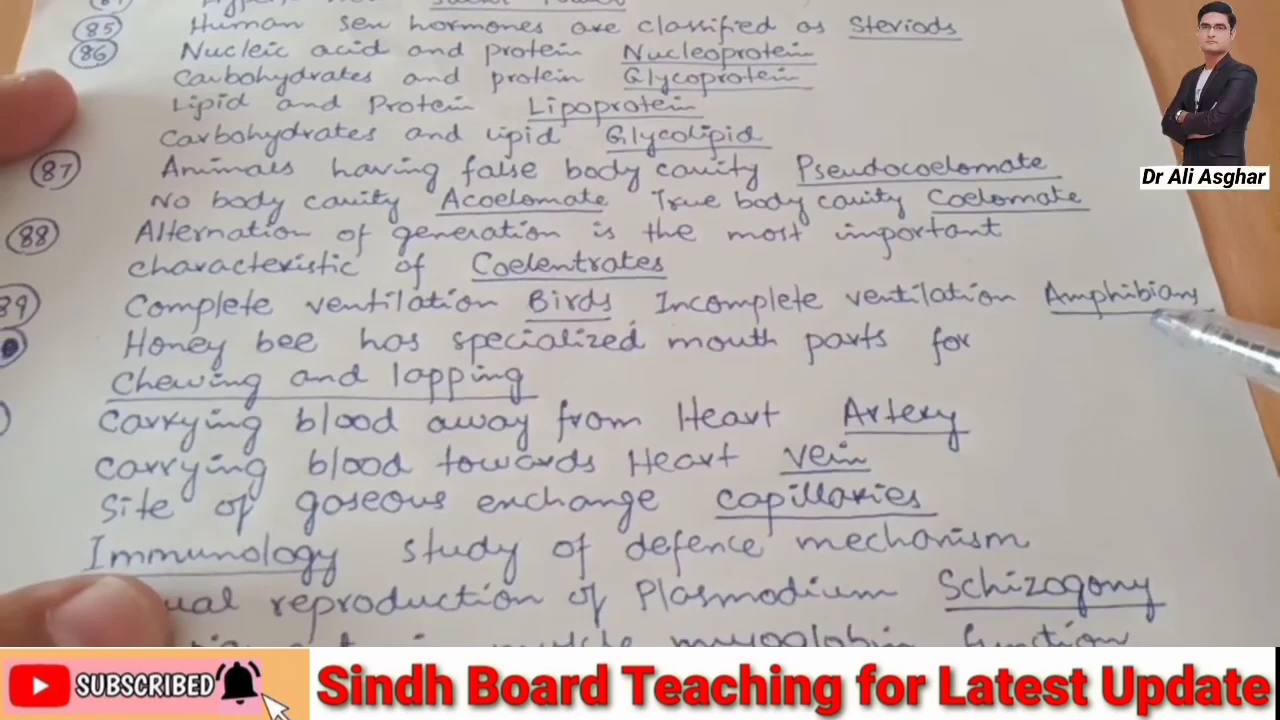 85 Human sex hormones are classified as Steriods
86 Nucleic acid and protein Nucleoprotein
Carbohydrates and protein Glycoprotein
Lipid and Protein Lipoprotein
Carbohydrates and lipid Glycolipid
87 Animals having false body cavity Pseudocoelomate
No body cavity Acoelomate True body cavity Coelomate
88 Alternation of generation is the most important
characteristic of Coelentrates
89 Complete ventilation Birds. Incomplete ventilation Amphibians
Honey bee has specialized mouth parts for
Chewing and lapping
Carrying blood away from Heart Artery
Carrying blood towards Heart vein
Site of gaseous exchange capillaries
Immunology study of defence mechanism
reproduction of Plasmodium Schizogony
myoglobin function
Dr Ali Asghar
SUBSCRIBED
Sindh Board Teaching for Latest Update